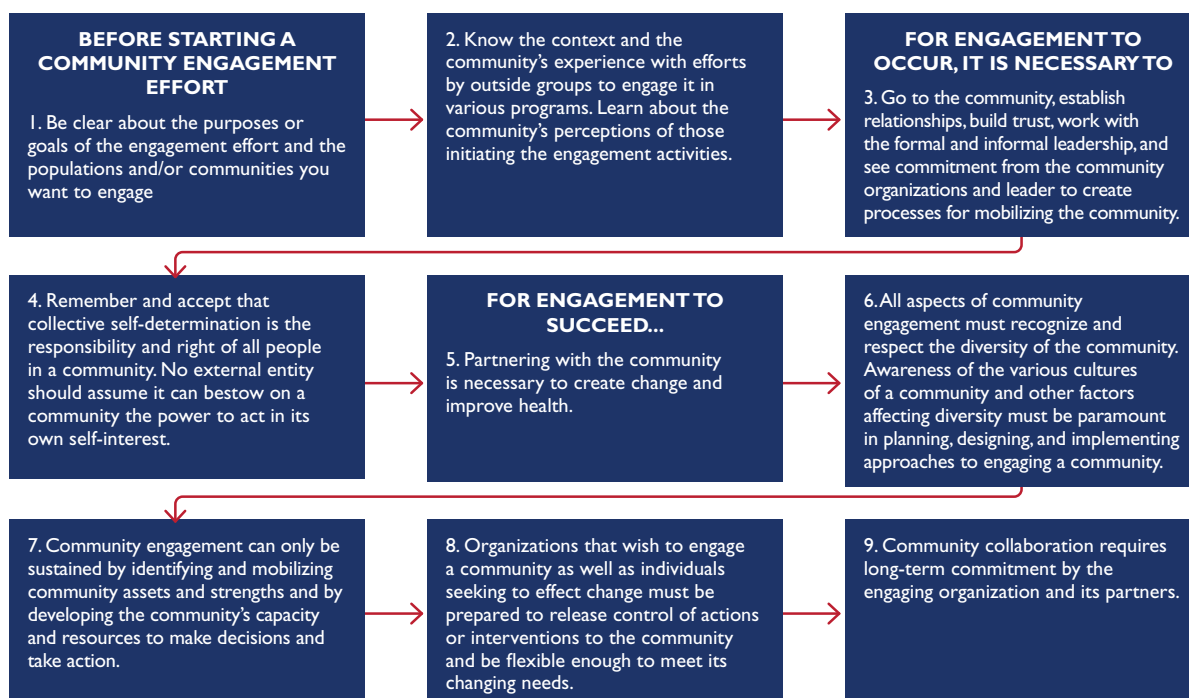 BEFORE STARTING A
COMMUNITY ENGAGEMENT
EFFORT
1. Be clear about the purposes or
goals of the engagement effort and the
populations and/or communities you
want to engage
2. Know the context and the
community's experience with efforts
by outside groups to engage it in
various programs. Learn about the
community's perceptions of those
initiating the engagement activities.
FOR ENGAGEMENT TO
OCCUR, IT IS NECESSARY TO
3. Go to the community, establish
relationships, build trust, work with
the formal and informal leadership, and
see commitment from the community
organizations and leader to create
processes for mobilizing the community.
4. Remember and accept that
collective self-determination is the
responsibility and right of all people
in a community. No external entity
should assume it can bestow on a
community the power to act in its
own self-interest.
FOR ENGAGEMENT TO
SUCCEED...
5. Partnering with the community
is necessary to create change and
improve health.
6. All aspects of community
engagement must recognize and
respect the diversity of the community.
Awareness of the various cultures
of a community and other factors
affecting diversity must be paramount
in planning, designing, and implementing
approaches to engaging a community.
7. Community engagement can only be
sustained by identifying and mobilizing
community assets and strengths and by
developing the community's capacity
and resources to make decisions and
take action.
8. Organizations that wish to engage
a community as well as individuals
seeking to effect change must be
prepared to release control of actions
or interventions to the community
and be flexible enough to meet its
changing needs.
9. Community collaboration requires
long-term commitment by the
engaging organization and its partners.